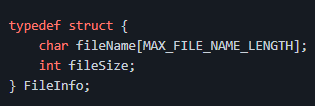 typedef struct {
    char fileName[MAX_FILE_NAME_LENGTH];
    int fileSize;
} FileInfo;